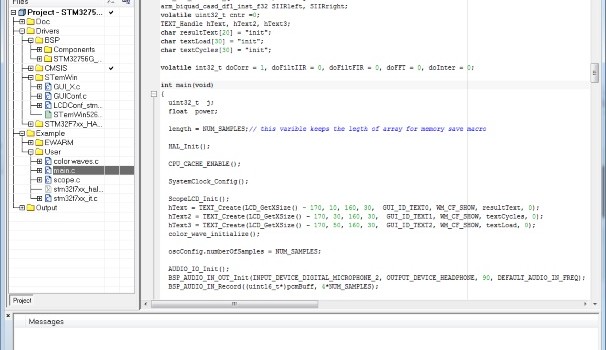 Files
Project - STM3275...
Doc
Drivers
BSP
Components
STM32756G_...
CMSIS
STemWin
GUI_X.c
GUIConf.c
LCDConf_stm...
STemWin526...
STM32F7xx_HA...
Example
EWARM
User
colorwaves.c
main.c
scope.c
stm32f7xx_hal...
stm32f7xx_it.c
Output
Project
arm_biquad_casd_df1_inst_f32 SIIRleft, SIIRright;
volatile uint32_t cntr =0;
TEXT_Handle hText, hText2, hText3;
char resultText[20] = "init";
char textLoad[30] = "init";
char textCycles[30] = "init";
volatile int32_t doCorr = 1, doFiltIIR = 0, doFiltFIR = 0, doFFT = 0, doInter = 0;
int main(void)
{
uint32_t j;
float power;
length = NUM_SAMPLES;// this varible keeps the legth of array for memory save macro
HAL_Init();
CPU_CACHE_ENABLE();
SystemClock_Config();
ScopeLCD_Init();
hText = TEXT_Create(LCD_GetXSize() - 170, 10, 160, 30, GUI_ID_TEXT0, WM_CF_SHOW, resultText, 0);
hText2 = TEXT_Create(LCD_GetXSize() - 170, 30, 160, 30, GUI_ID_TEXT1, WM_CF_SHOW, textCycles, 0);
hText3 = TEXT_Create(LCD_GetXSize() - 170, 50, 160, 30, GUI_ID_TEXT2, WM_CF_SHOW, textLoad, 0);
color_wave_initialize();
oscConfig.numberOfSamples = NUM_SAMPLES;
AUDIO_IO_Init();
BSP_AUDIO_IN_OUT_Init(INPUT_DEVICE_DIGITAL_MICROPHONE_2, OUTPUT_DEVICE_HEADPHONE, 90, DEFAULT_AUDIO_IN_FREQ);
BSP_AUDIO_IN_Record((uint16_t*)pcmBuff, 4*NUM_SAMPLES);
Messages